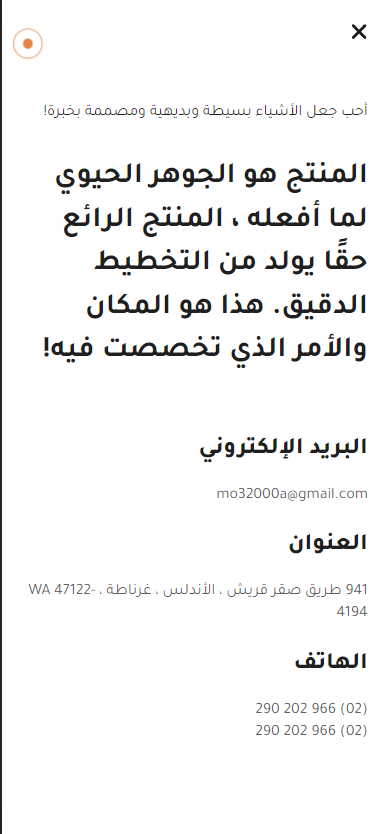 أحب جعل الأشياء بسيطة وبديهية ومصممة بخبرة!
المنتج هو الجوهر الحيوي
لما أفعله ، المنتج الرائع
حقًا يولد من التخطيط
الدقيق. هذا هو المكان
والأمر الذي تخصصت فيه!
البريد الإلكتروني
mo32000a@gmail.com
العنوان
941 طريق صقر قريش ، الأندلس ، غرناطة ، WA 47122-
4194
الهاتف
(02) 966 202 290
(02) 966 202 290